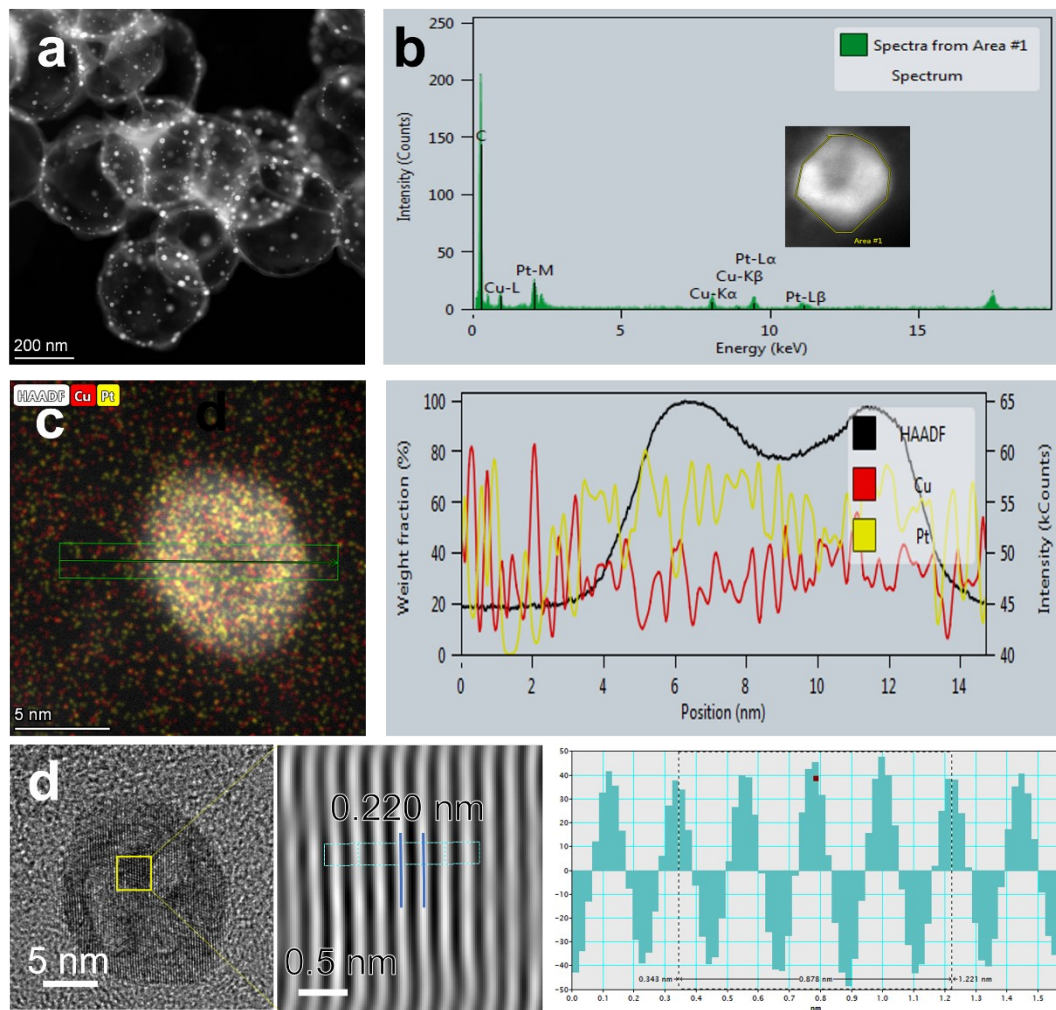 a
200 nm
b
Spectra from Area #1
Spectrum
Intensity (Counts)
250
200
150
100
50
0
C
Cu-L
Pt-M
Cu-Kα
Pt-Lα
Cu-Kβ
Pt-Lβ
Area #1
0 5 10 15
Energy (keV)
HAADF Cu Pt
c
d
5 nm
Weight fraction (%)
100
80
60
40
20
0
HAADF
Cu
Pt
65
60
55
50
45
40
Intensity (kCounts)
0 2 4 6 8 10 12 14
Position (nm)
d
5 nm
0.220 nm
0.5 nm
50
40
30
20
10
0
-10
-20
-30
-40
-50
0.343 nm 0.878 nm 1.221 nm
0.0 0.1 0.2 0.3 0.4 0.5 0.6 0.7 0.8 0.9 1.0 1.1 1.2 1.3 1.4 1.5
nm